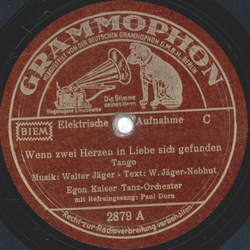 GRAMMOPHON
HERGESTELLT VON DER DEUTSCHEN GRAMMOPHON G.M.B.H. BERLIN
Die Stimme
seines Herrn
BIEM
Elektrische Aufnahme C
Wenn zwei Herzen in Liebe sich gefunden
Tango
Musik: Walter Jäger - Text: W. Jäger-Nebhut
Egon Kaiser Tanz-Orchester
mit Refraingesang: Paul Dorn
2879 A
Recht zur Radioverbreitung vorbehalten.